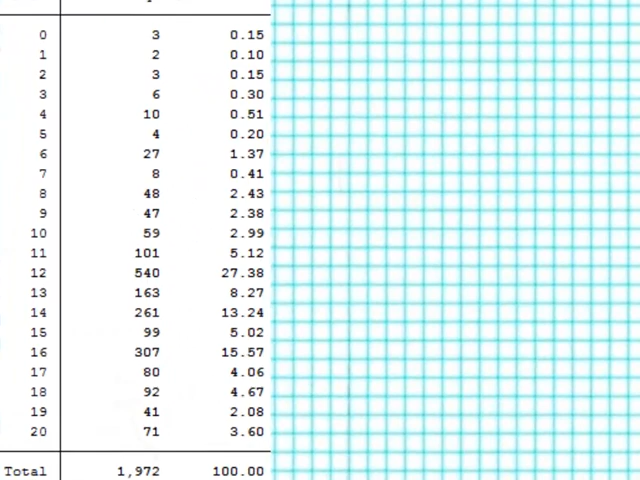 0 3 0.15
1 2 0.10
2 3 0.15
3 6 0.30
4 10 0.51
5 4 0.20
6 27 1.37
7 8 0.41
8 48 2.43
9 47 2.38
10 59 2.99
11 101 5.12
12 540 27.38
13 163 8.27
14 261 13.24
15 99 5.02
16 307 15.57
17 80 4.06
18 92 4.67
19 41 2.08
20 71 3.60
Total 1,972 100.00